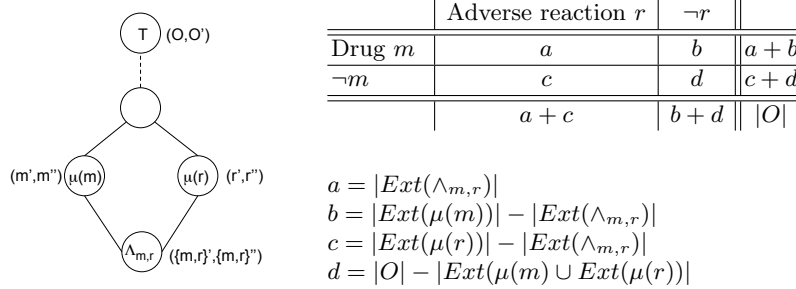 T (O,O')
(m',m'') μ(m) μ(r) (r',r'')
Λm,r ({m,r}',{m,r}'')
Adverse reaction r ¬r
Drug m a b a + b
¬m c d c + d
a + c b + d |O|
a = |Ext(∧m,r)|
b = |Ext(μ(m))| − |Ext(∧m,r)|
c = |Ext(μ(r))| − |Ext(∧m,r)|
d = |O| − |Ext(μ(m) ∪ Ext(μ(r))|